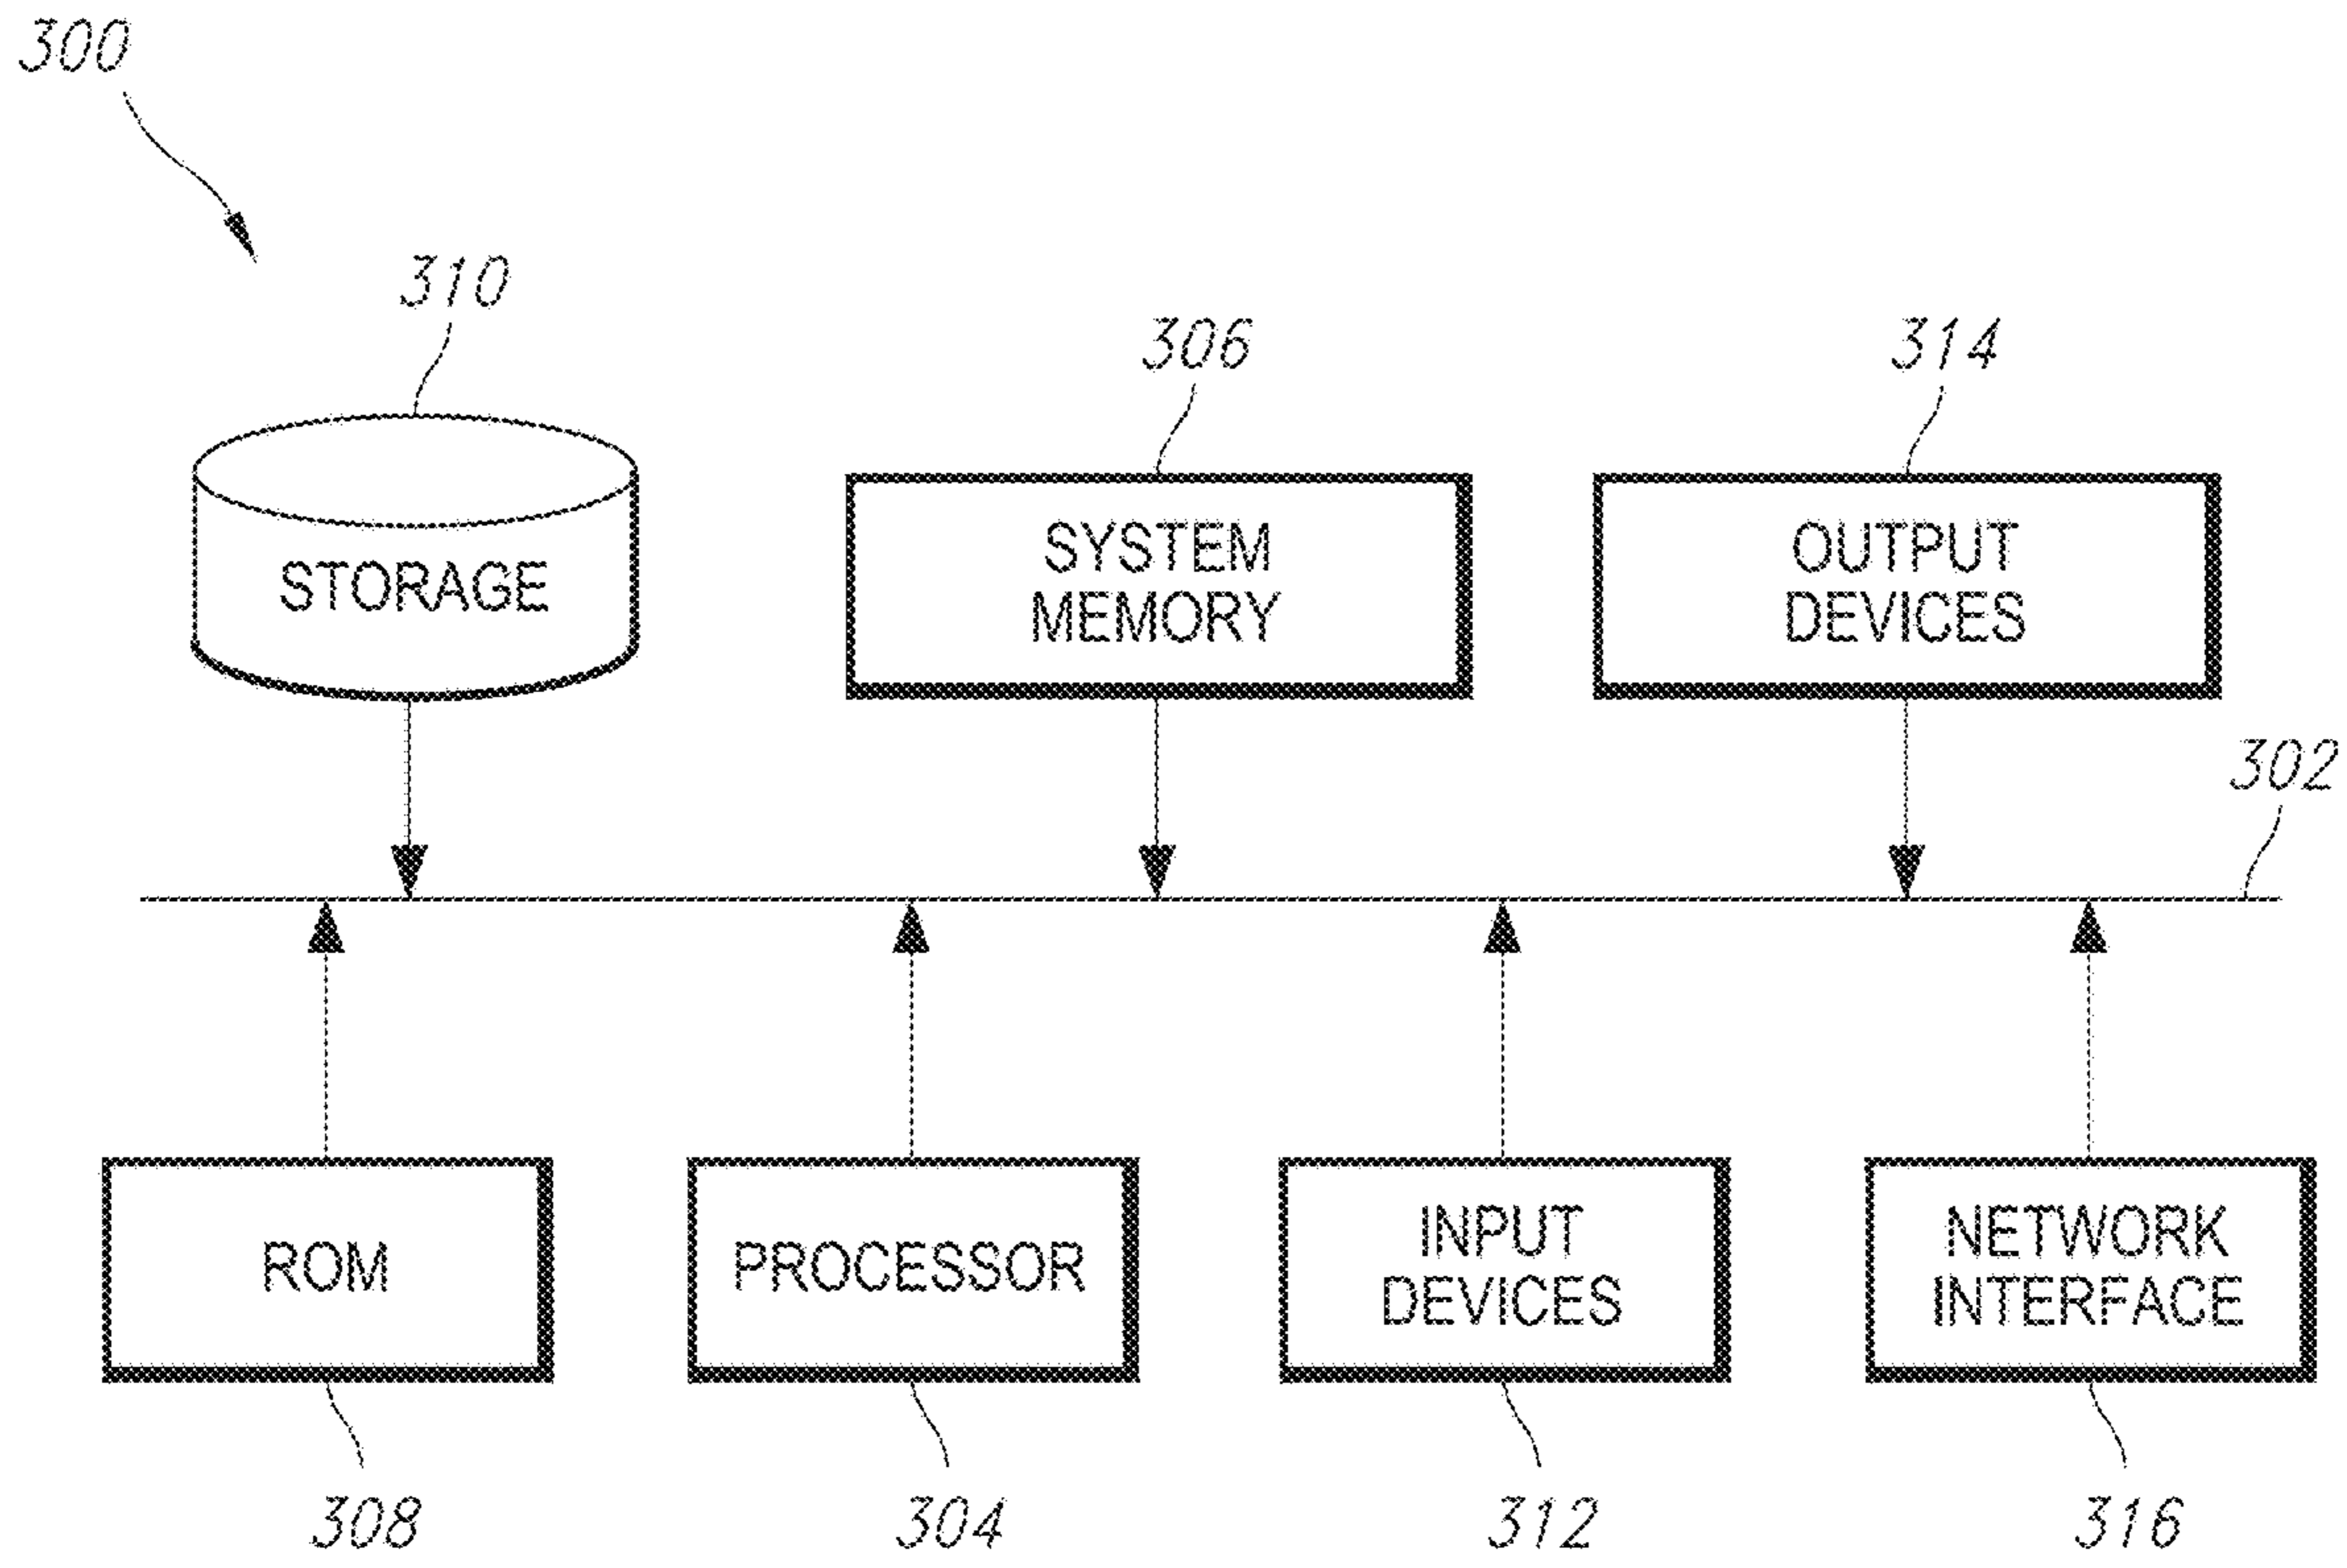 300
310
306
314
STORAGE
SYSTEM
MEMORY
OUTPUT
DEVICES
302
ROM
PROCESSOR
INPUT
DEVICES
NETWORK
INTERFACE
308
304
312
316